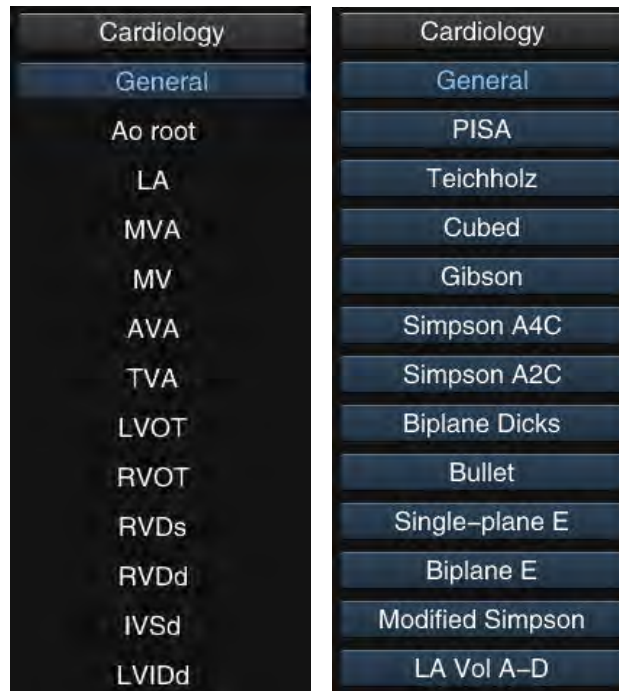 Cardiology
General
Ao root
LA
MVA
MV
AVA
TVA
LVOT
RVOT
RVDs
RVDd
IVSd
LVIDd
Cardiology
General
PISA
Teichholz
Cubed
Gibson
Simpson A4C
Simpson A2C
Biplane Dicks
Bullet
Single-plane E
Biplane E
Modified Simpson
LA Vol A-D